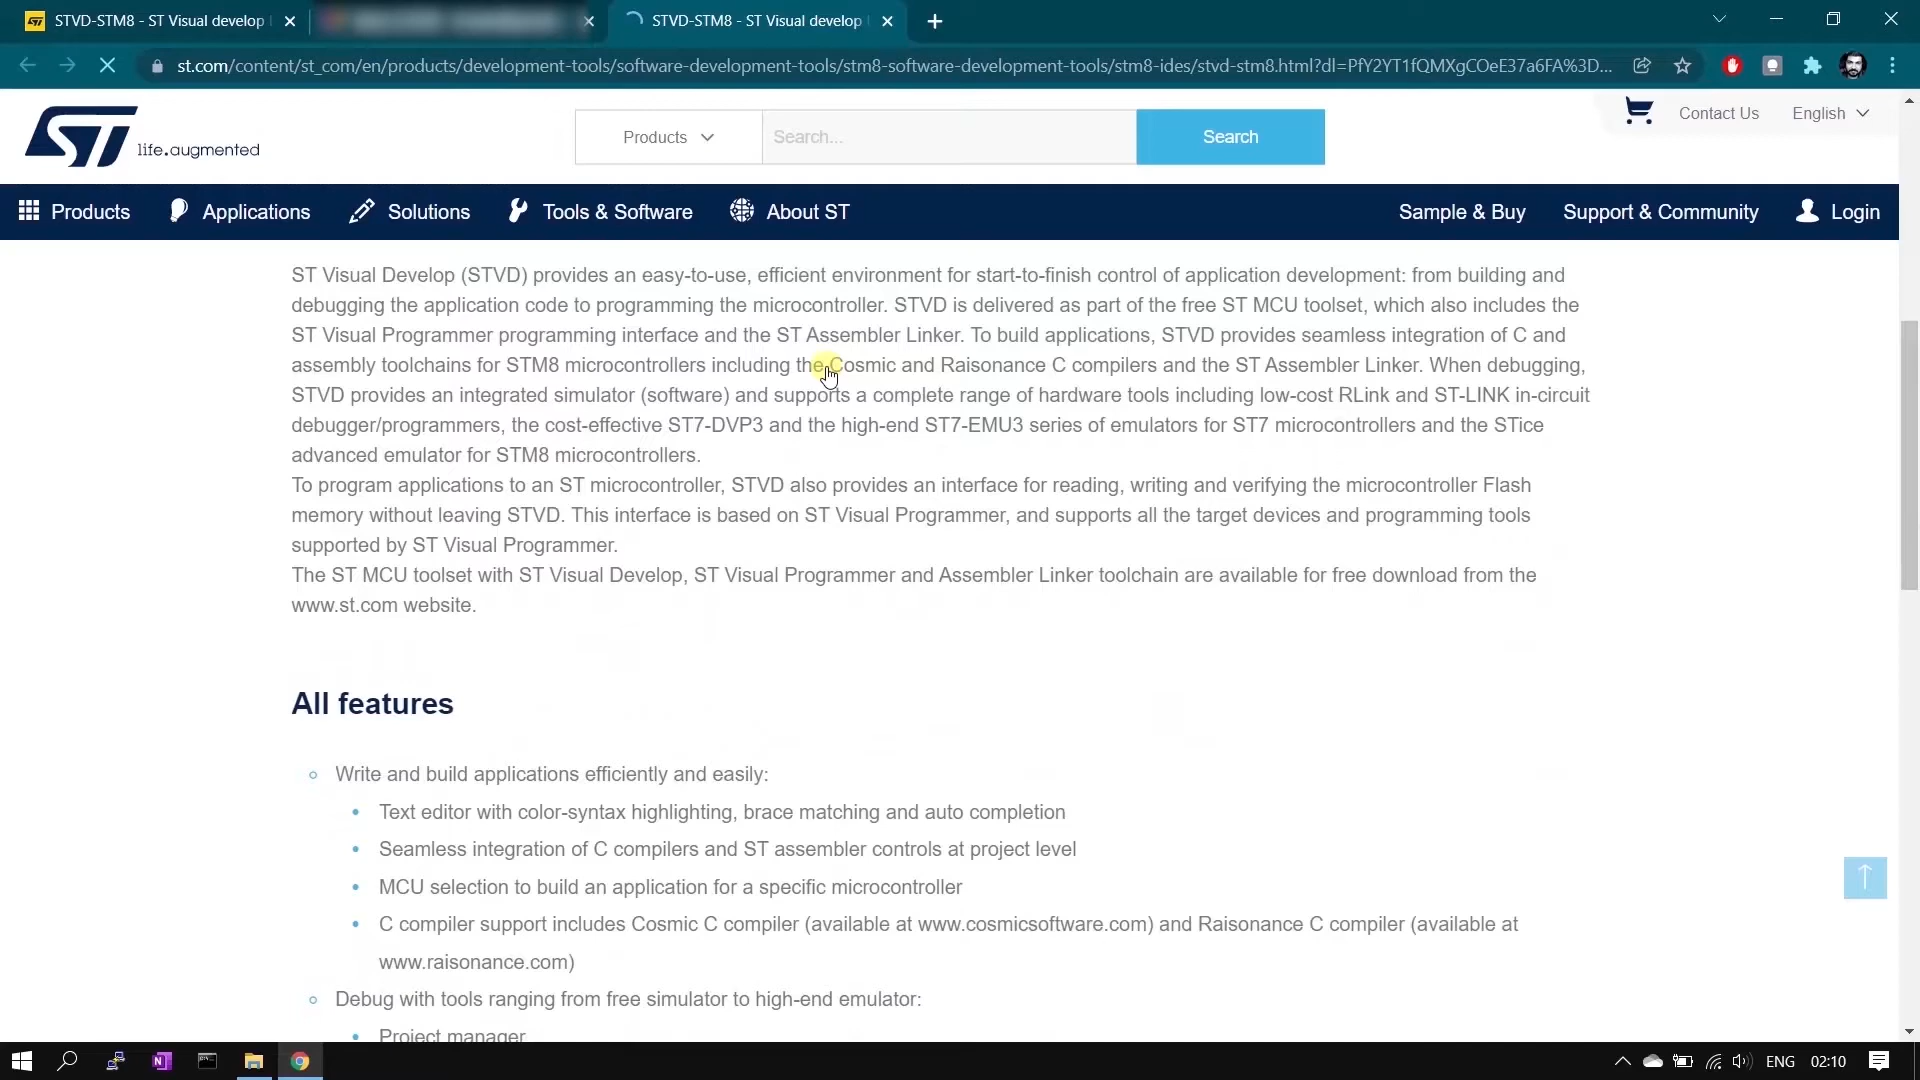 STVD-STM8 - ST Visual develop
STVD-STM8 - ST Visual develop
st.com/content/st_com/en/products/development-tools/software-development-tools/stm8-software-development-tools/stm8-ides/stvd-stm8.html?dl=PfY2YT1fQMXgCOeE37a6FA%3D...
ST life.augmented
Products
Search...
Search
Contact Us
English
Products
Applications
Solutions
Tools & Software
About ST
Sample & Buy
Support & Community
Login
ST Visual Develop (STVD) provides an easy-to-use, efficient environment for start-to-finish control of application development: from building and
debugging the application code to programming the microcontroller. STVD is delivered as part of the free ST MCU toolset, which also includes the
ST Visual Programmer programming interface and the ST Assembler Linker. To build applications, STVD provides seamless integration of C and
assembly toolchains for STM8 microcontrollers including the Cosmic and Raisonance C compilers and the ST Assembler Linker. When debugging,
STVD provides an integrated simulator (software) and supports a complete range of hardware tools including low-cost RLink and ST-LINK in-circuit
debugger/programmers, the cost-effective ST7-DVP3 and the high-end ST7-EMU3 series of emulators for ST7 microcontrollers and the STice
advanced emulator for STM8 microcontrollers.
To program applications to an ST microcontroller, STVD also provides an interface for reading, writing and verifying the microcontroller Flash
memory without leaving STVD. This interface is based on ST Visual Programmer, and supports all the target devices and programming tools
supported by ST Visual Programmer.
The ST MCU toolset with ST Visual Develop, ST Visual Programmer and Assembler Linker toolchain are available for free download from the
www.st.com website.
All features
Write and build applications efficiently and easily:
Text editor with color-syntax highlighting, brace matching and auto completion
Seamless integration of C compilers and ST assembler controls at project level
MCU selection to build an application for a specific microcontroller
C compiler support includes Cosmic C compiler (available at www.cosmicsoftware.com) and Raisonance C compiler (available at
www.raisonance.com)
Debug with tools ranging from free simulator to high-end emulator:
Project manager
ENG
02:10